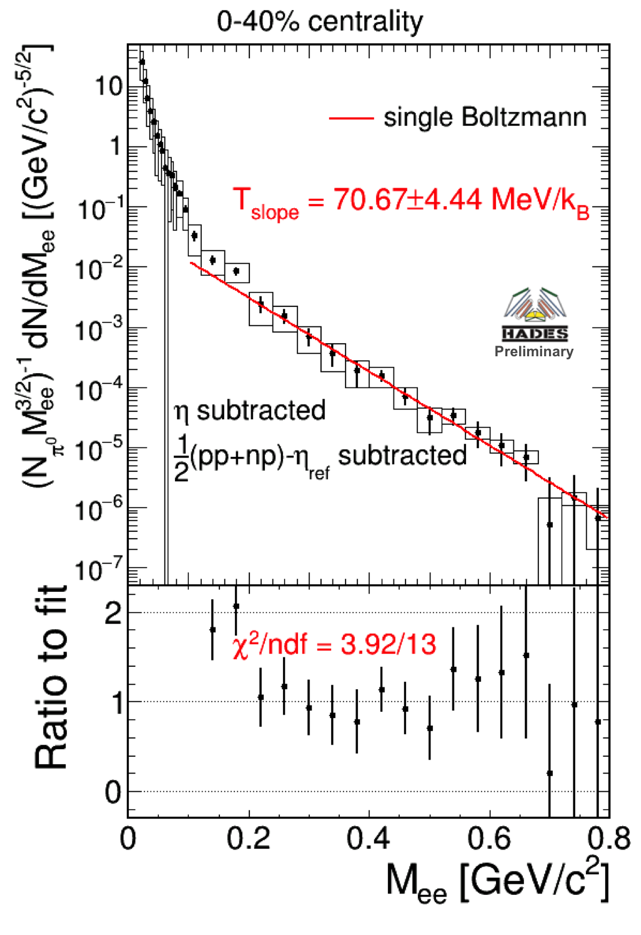 0-40% centrality
(N_π⁰ M_ee^3/2)^-1 dN/dM_ee [(GeV/c²)^-5/2]
10
1
10⁻¹
10⁻²
10⁻³
10⁻⁴
10⁻⁵
10⁻⁶
10⁻⁷
single Boltzmann
T_slope = 70.67±4.44 MeV/k_B
HADES
Preliminary
η subtracted
1/2(pp+np)-η_ref subtracted
Ratio to fit
2
1
0
χ²/ndf = 3.92/13
0 0.2 0.4 0.6 0.8
M_ee [GeV/c²]